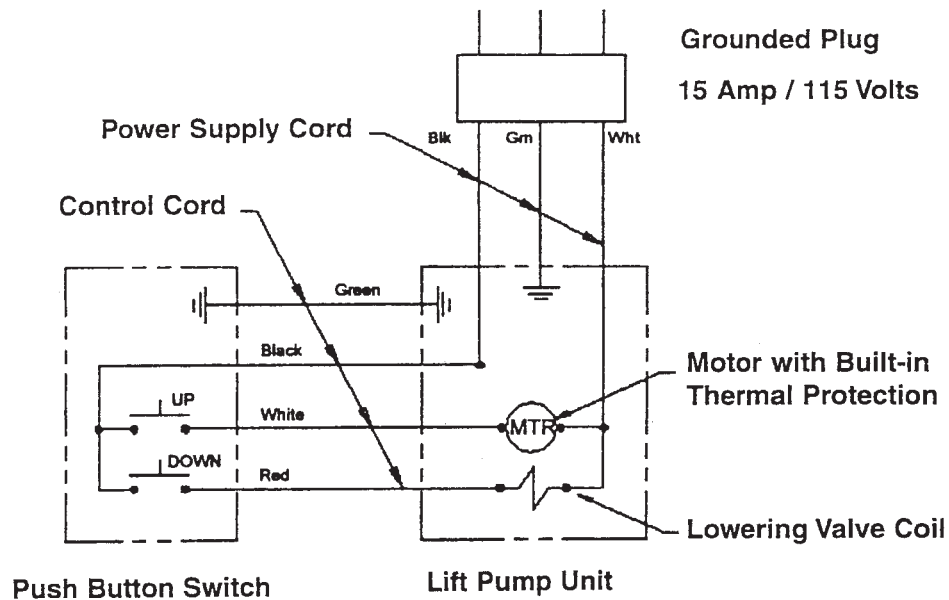 Grounded Plug
15 Amp / 115 Volts
Power Supply Cord
Blk
Grn
Wht
Control Cord
Green
Black
Motor with Built-in
Thermal Protection
UP
White
MTR
DOWN
Red
Lowering Valve Coil
Push Button Switch
Lift Pump Unit